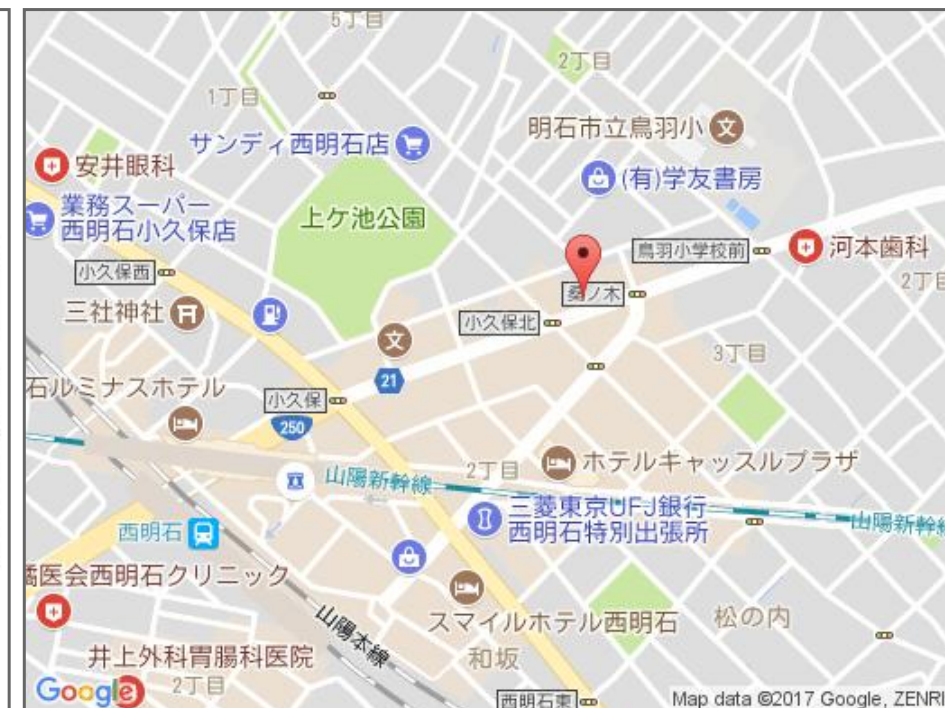 5丁目
2丁目
1丁目
サンディ西明石店
明石市立鳥羽小
文
安井眼科
(有)学友書房
業務スーパー
西明石小久保店
上ケ池公園
鳥羽小学校前
河本歯科
小久保西
2丁目
桑ノ木
三社神社
小久保北
文
3丁目
21
石ルミナスホテル
小久保
250
2丁目
ホテルキャッスルプラザ
山陽新幹線
三菱東京UFJ銀行
西明石特別出張所
山陽新幹線
西明石
橘医会西明石クリニック
スマイルホテル西明石
松の内
山陽本線
井上外科胃腸科医院
和坂
2丁目
Google
西明石東
Map data ©2017 Google, ZENRI